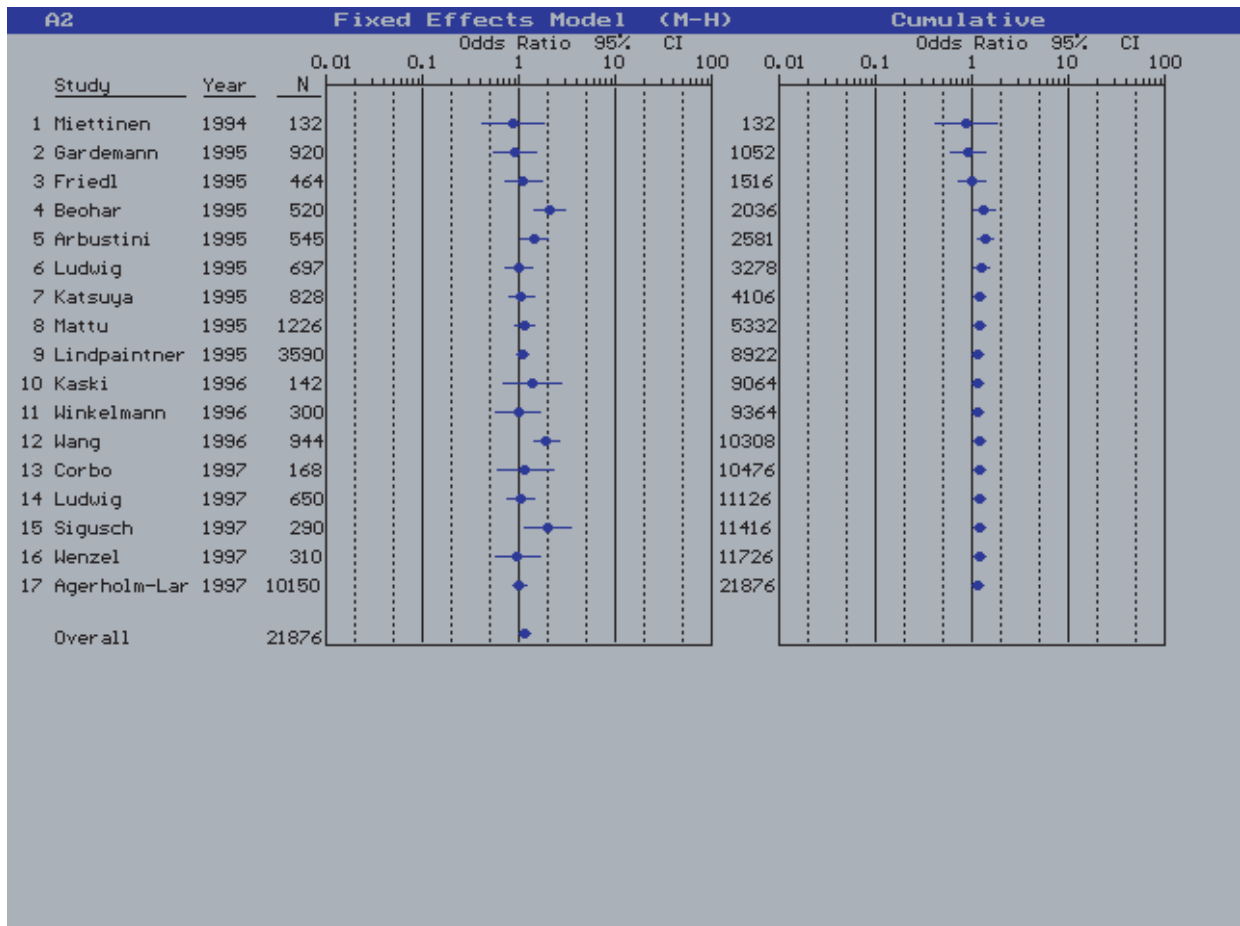 A2 Fixed Effects Model (M-H) Cumulative
Odds Ratio 95% CI Odds Ratio 95% CI
0.01 0.1 1 10 100 0.01 0.1 1 10 100
Study Year N
1 Miettinen 1994 132 132
2 Gardemann 1995 920 1052
3 Friedl 1995 464 1516
4 Beohar 1995 520 2036
5 Arbustini 1995 545 2581
6 Ludwig 1995 697 3278
7 Katsuya 1995 828 4106
8 Mattu 1995 1226 5332
9 Lindpaintner 1995 3590 8922
10 Kaski 1996 142 9064
11 Winkelmann 1996 300 9364
12 Wang 1996 944 10308
13 Corbo 1997 168 10476
14 Ludwig 1997 650 11126
15 Sigusch 1997 290 11416
16 Wenzel 1997 310 11726
17 Agerholm-Lar 1997 10150 21876
Overall 21876